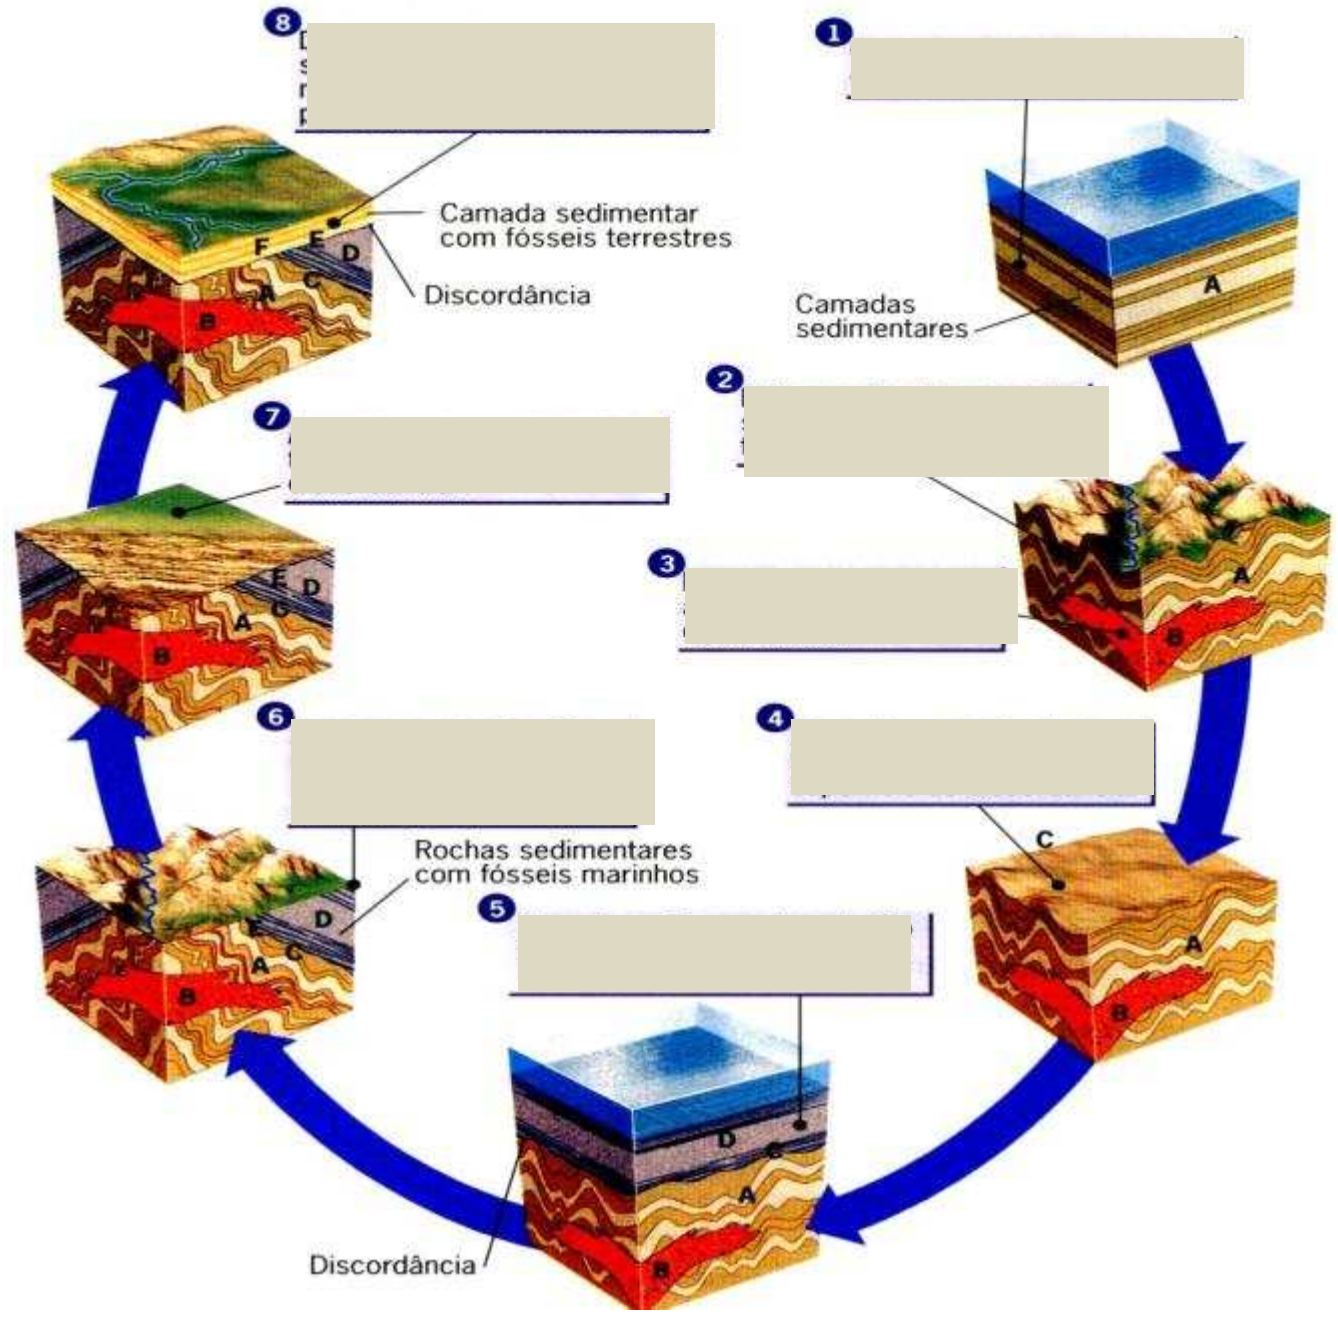 8
1
A
Camadas
sedimentares
2
A
B
3
4
C
A
B
5
D
C
A
B
Discordância
6
Rochas sedimentares
com fósseis marinhos
D
E
C
A
B
7
E
D
C
A
B
Camada sedimentar
com fósseis terrestres
Discordância
F
E
D
C
A
B